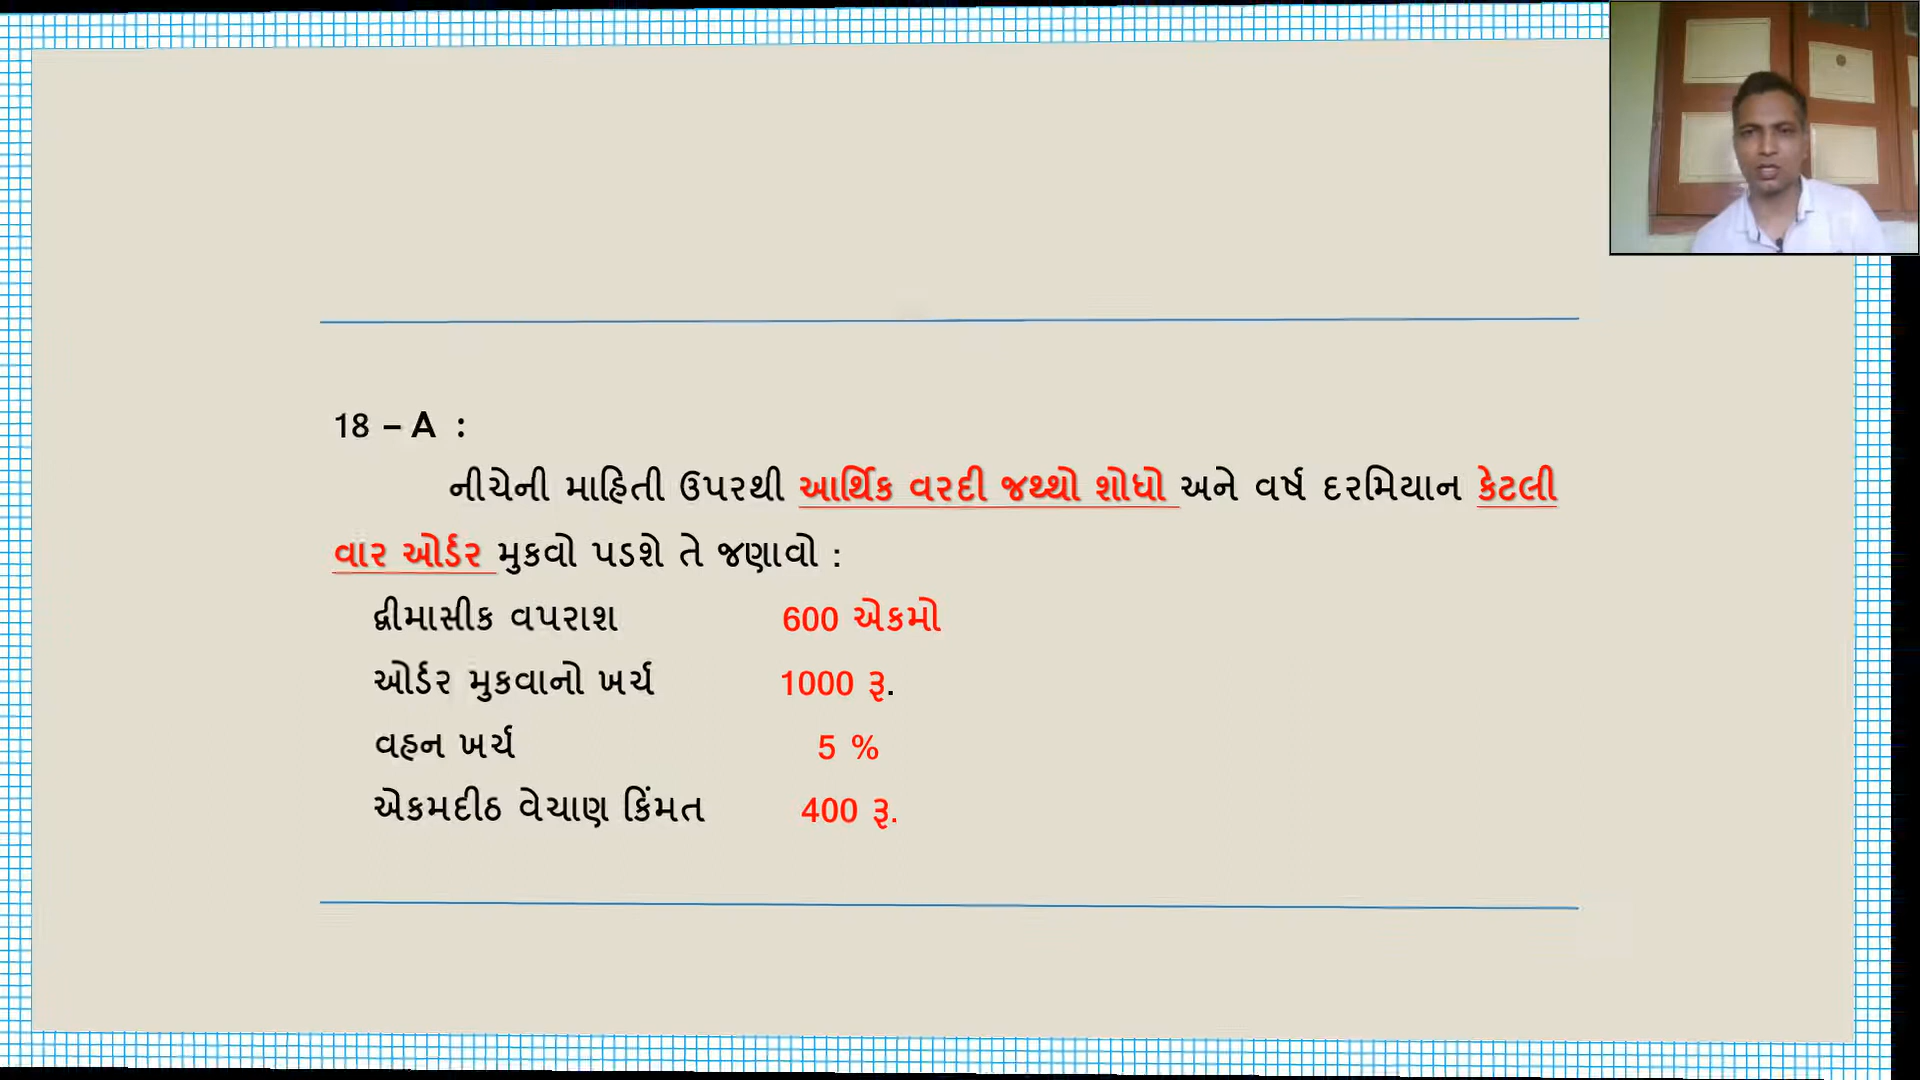 18 – A :
નીચેની માહિતી ઉપરથી આર્થિક વરદી જથ્થો શોધો અને વર્ષ દરમિયાન કેટલી
વાર ઓર્ડર મુકવો પડશે તે જણાવો :
દ્વીમાસીક વપરાશ 600 એકમો
ઓર્ડર મુકવાનો ખર્ચ 1000 રૂ.
વહન ખર્ચ 5 %
એકમદીઠ વેચાણ કિંમત 400 રૂ.